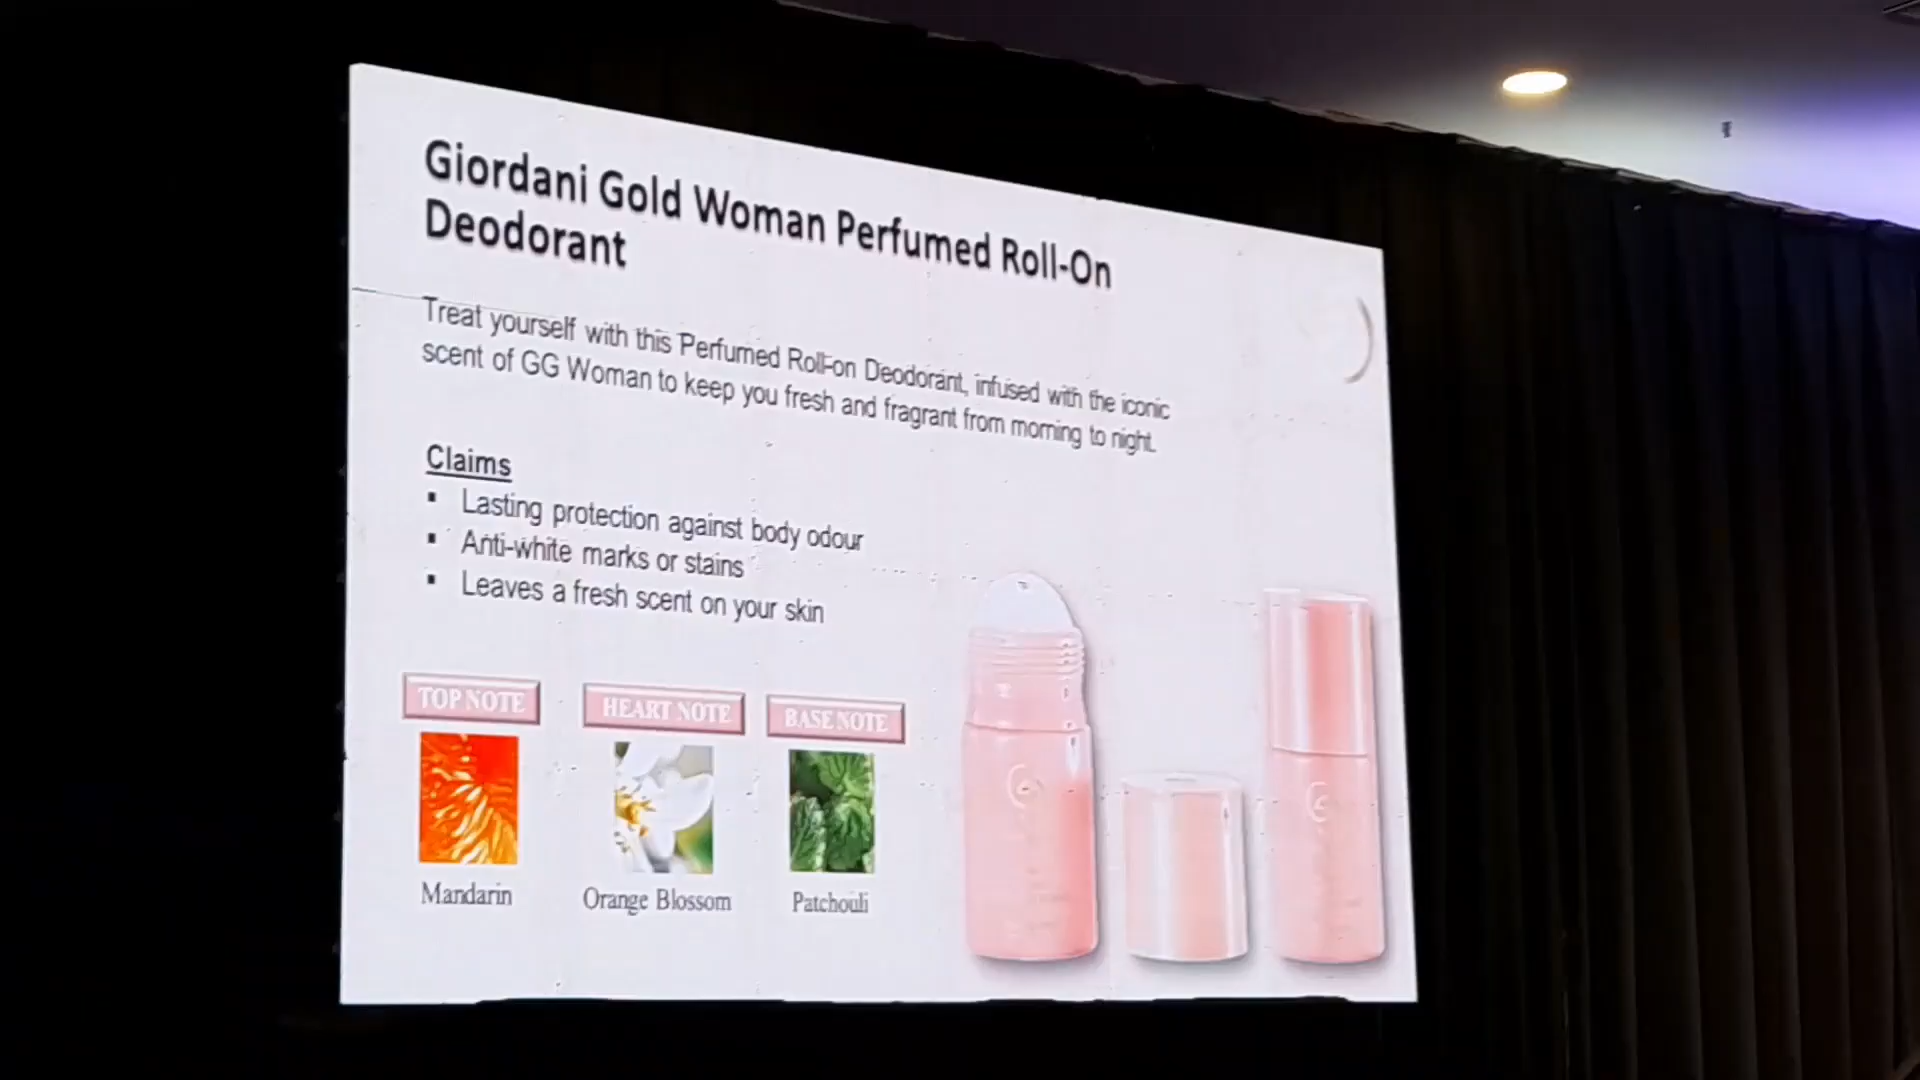 Giordani Gold Woman Perfumed Roll-On
Deodorant
Treat yourself with this Perfumed Roll-on Deodorant, infused with the iconic
scent of GG Woman to keep you fresh and fragrant from morning to night.
Claims
▪ Lasting protection against body odour
▪ Anti-white marks or stains
▪ Leaves a fresh scent on your skin
TOP NOTE HEART NOTE BASE NOTE
Mandarin Orange Blossom Patchouli